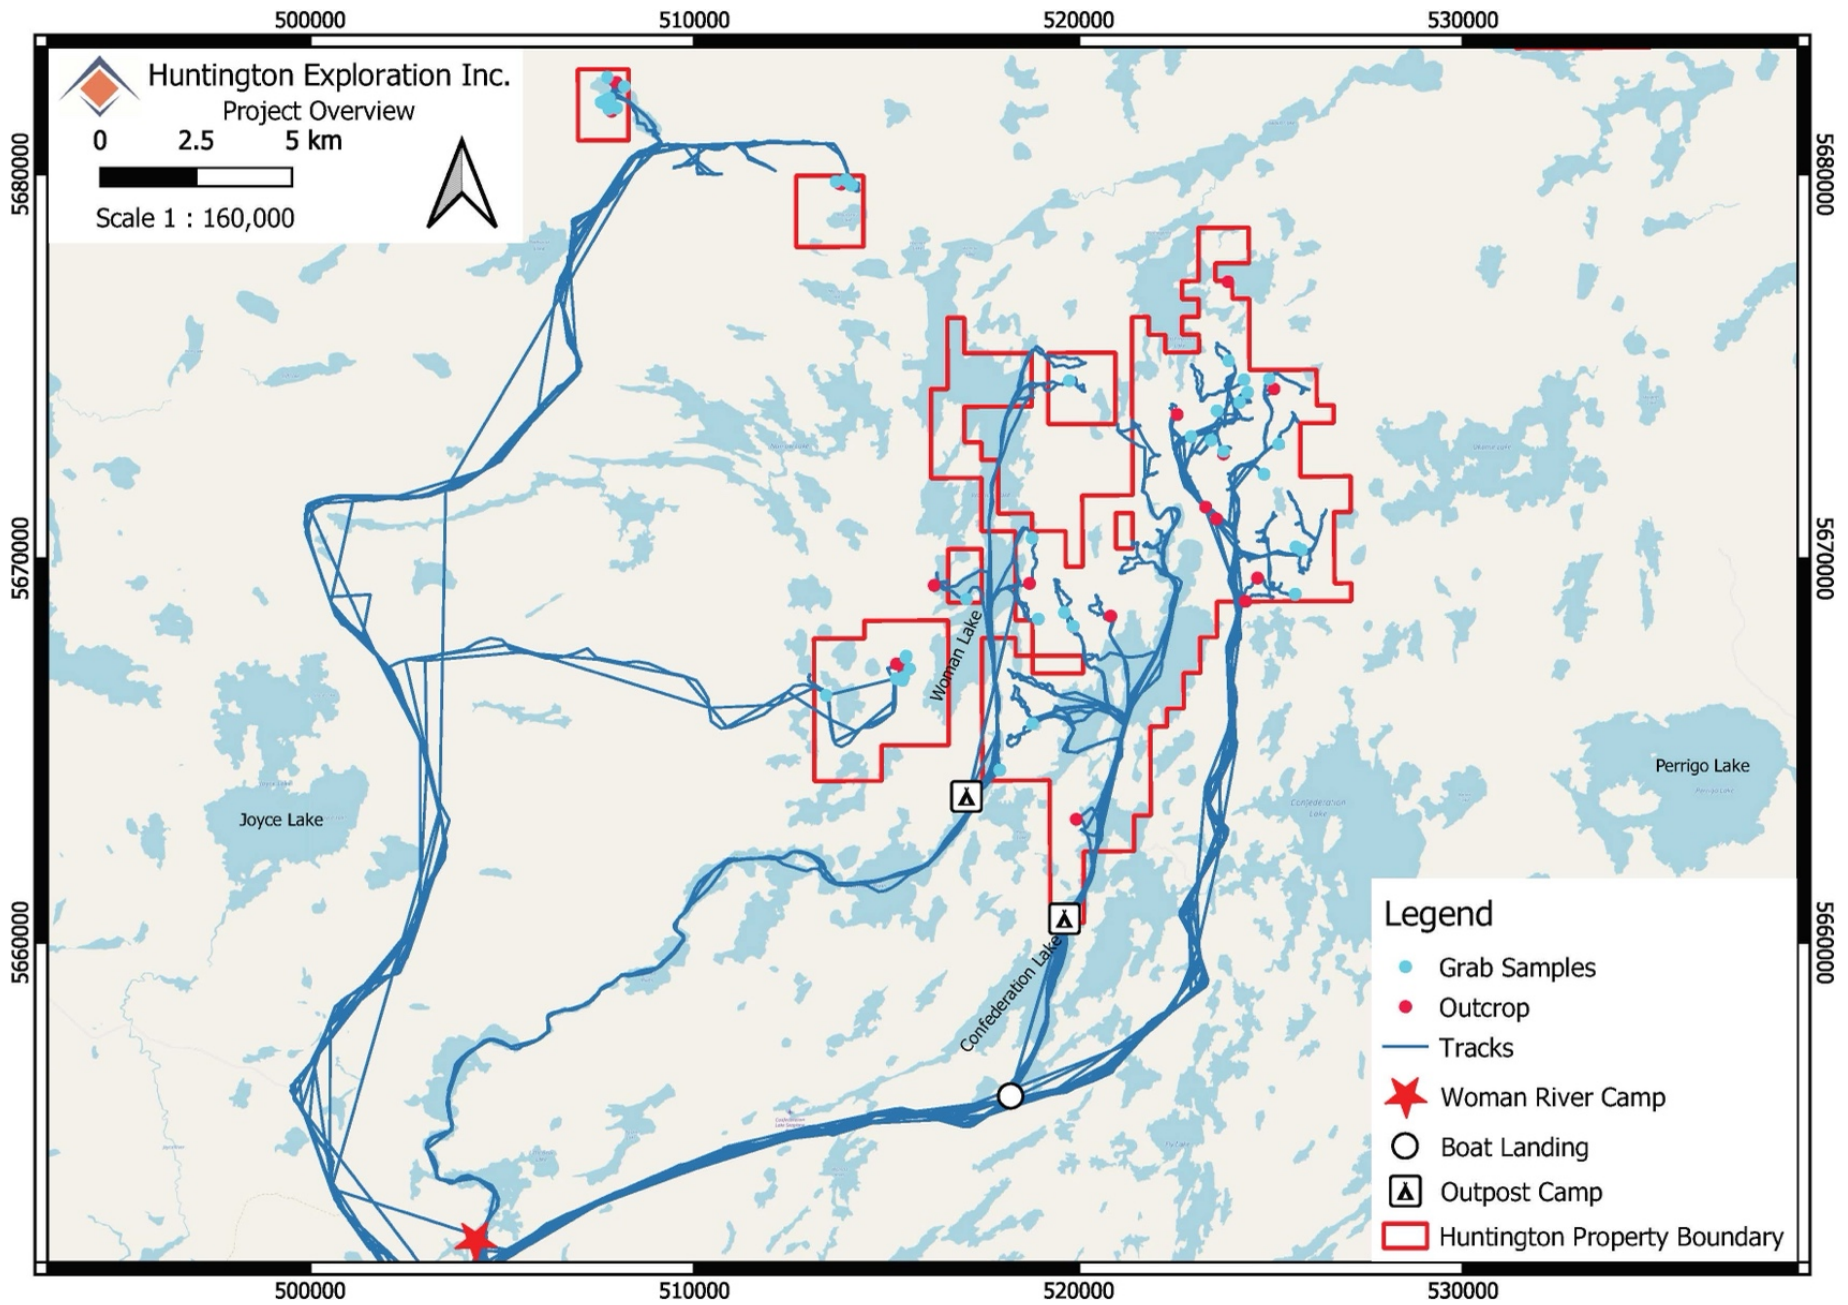 500000 510000 520000 530000
Huntington Exploration Inc.
Project Overview
0 2.5 5 km
Scale 1 : 160,000
5680000 5680000
5670000 5670000
Woman Lake
Perrigo Lake
Joyce Lake
Confederation
Lake
5660000 5660000
Confederation Lake
Legend
Grab Samples
Outcrop
Tracks
Woman River Camp
Boat Landing
Outpost Camp
Huntington Property Boundary
500000 510000 520000 530000